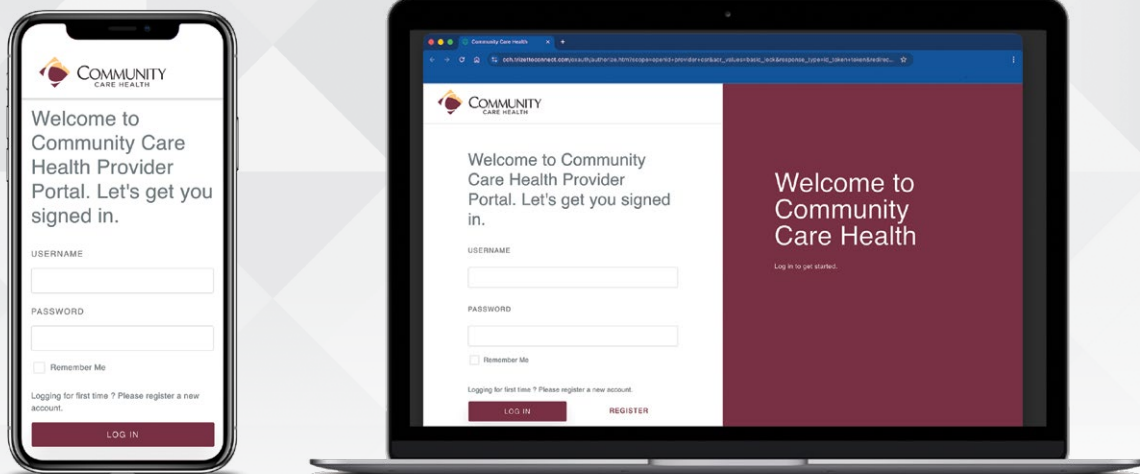 COMMUNITY
CARE HEALTH
Welcome to
Community Care
Health Provider
Portal. Let's get you
signed in.
USERNAME
PASSWORD
Remember Me
Logging for first time ? Please register a new
account.
LOG IN
Community Care Health
COMMUNITY
CARE HEALTH
Welcome to Community
Care Health Provider
Portal. Let's get you signed
in.
USERNAME
PASSWORD
Remember Me
Logging for first time ? Please register a new account.
LOG IN
REGISTER
Welcome to
Community
Care Health
Log in to get started.